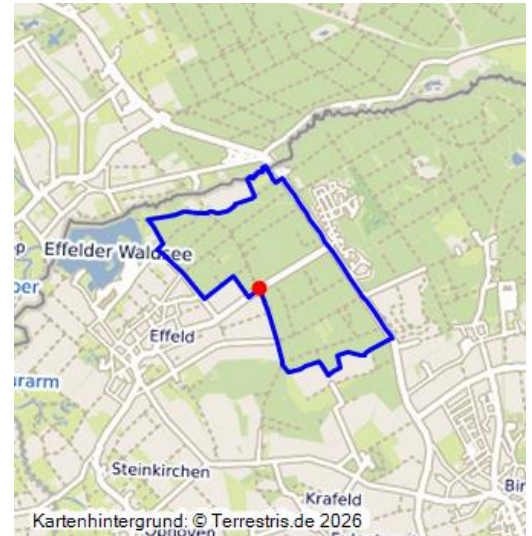 Effelder Waldsee
Effeld
Steinkirchen
Krafeld
Kartenhintergrund: © Terrestris.de 2026